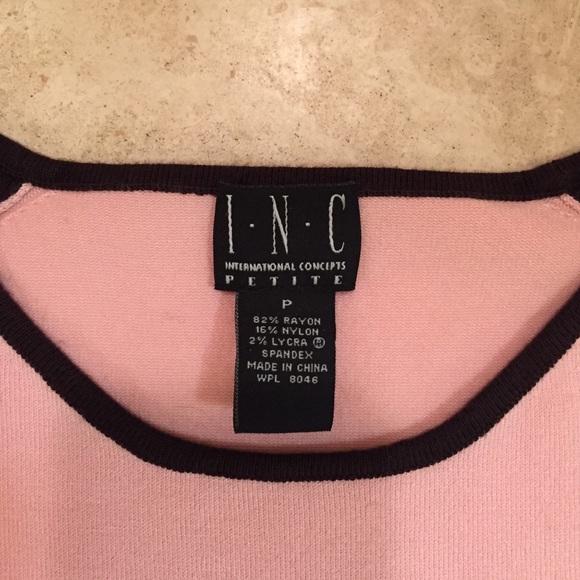 I·N·C
INTERNATIONAL CONCEPTS
PETITE
P
82% RAYON
16% NYLON
2% LYCRA Ⓜ
SPANDEX
MADE IN CHINA
WPL 8046